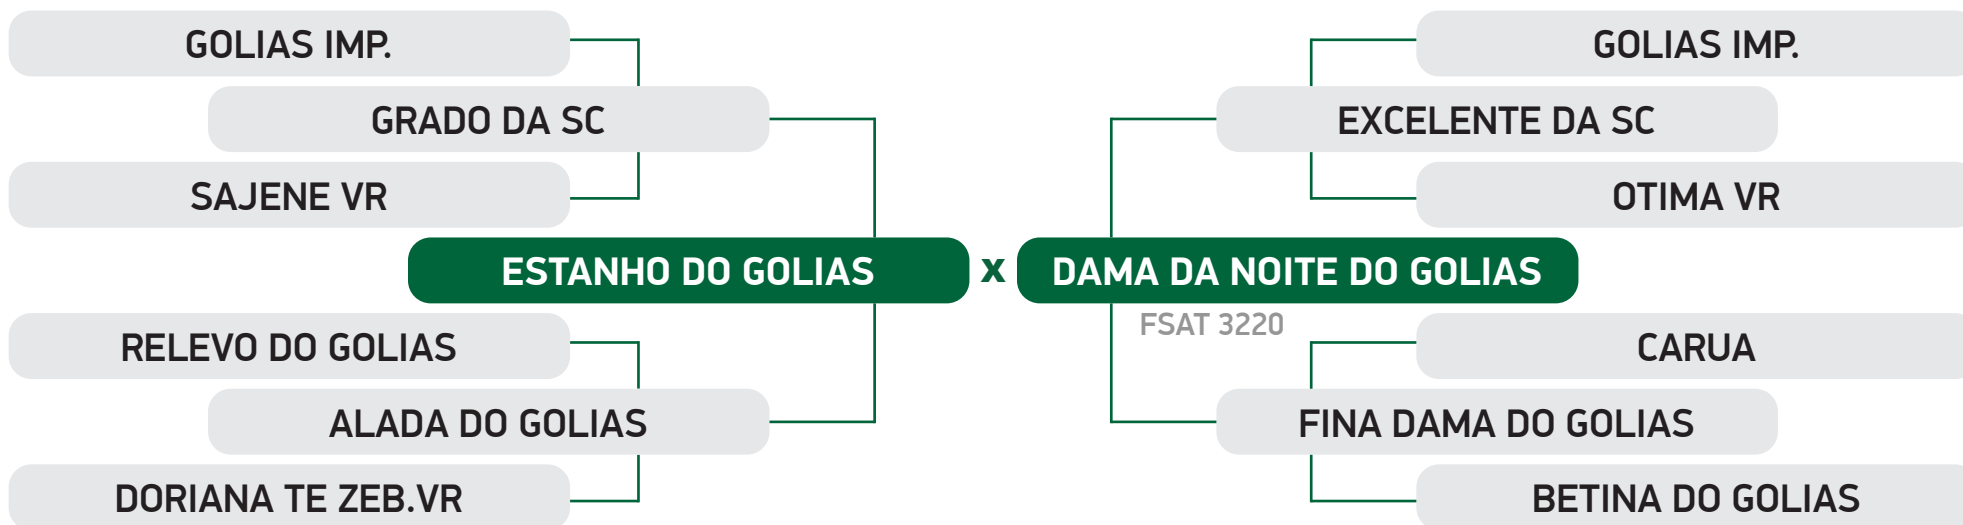 GOLIAS IMP.
GOLIAS IMP.
GRADO DA SC
EXCELENTE DA SC
SAJENE VR
OTIMA VR
ESTANHO DO GOLIAS x DAMA DA NOITE DO GOLIAS
FSAT 3220
RELEVO DO GOLIAS
CARUA
ALADA DO GOLIAS
FINA DAMA DO GOLIAS
DORIANA TE ZEB.VR
BETINA DO GOLIAS